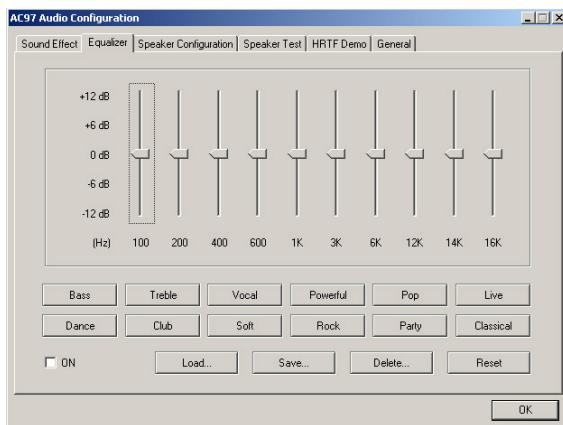 AC97 Audio Configuration
Sound Effect Equalizer Speaker Configuration Speaker Test HRTF Demo General
+12 dB
+6 dB
0 dB
-6 dB
-12 dB
(Hz) 100 200 400 600 1K 3K 6K 12K 14K 16K
Bass Treble Vocal Powerful Pop Live
Dance Club Soft Rock Party Classical
ON Load... Save... Delete... Reset
OK